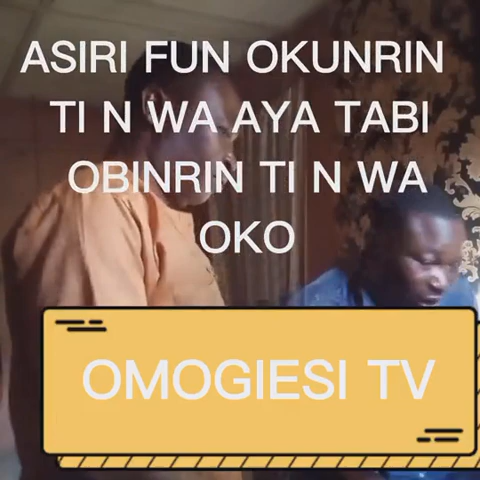 ASIRI FUN OKUNRIN
TI N WA AYA TABI
OBINRIN TI N WA
OKO
OMOGIESI TV